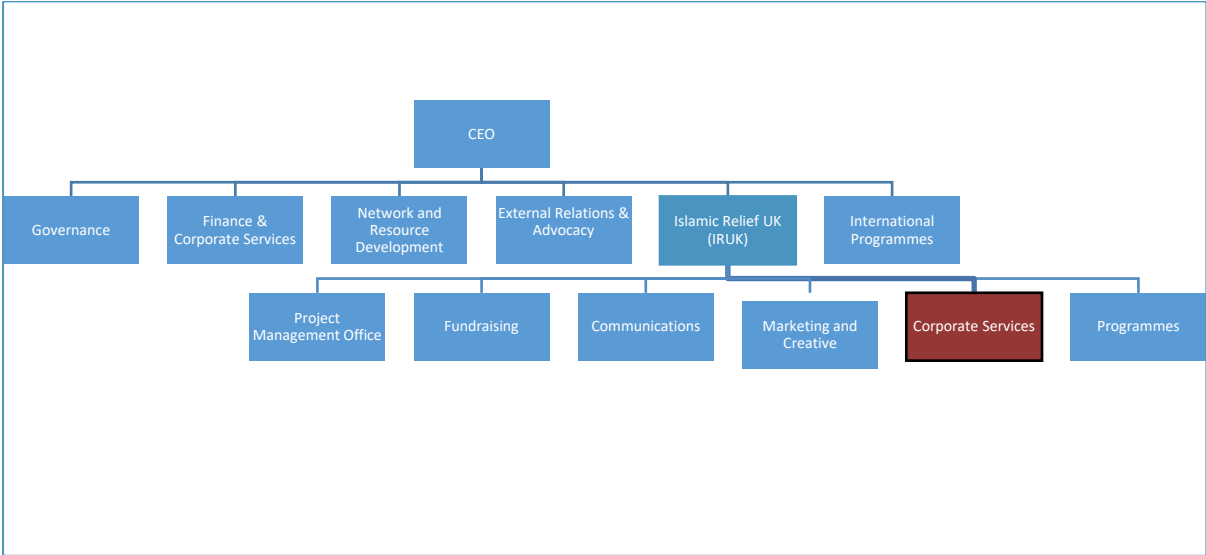 CEO
Governance
Finance &
Corporate Services
Network and
Resource
Development
External Relations &
Advocacy
Islamic Relief UK
(IRUK)
International
Programmes
Project
Management Office
Fundraising
Communications
Marketing and
Creative
Corporate Services
Programmes